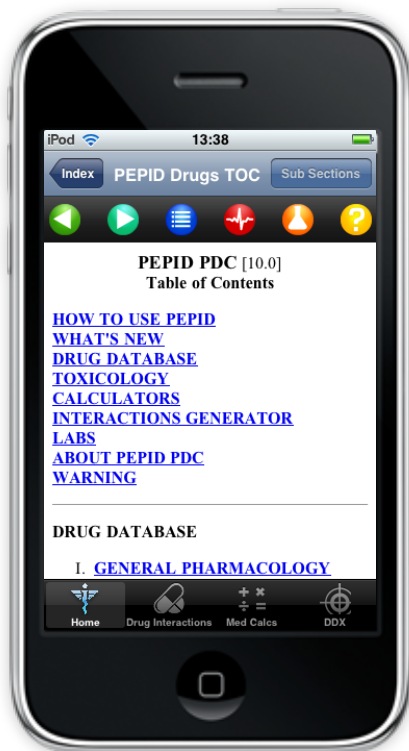 iPod 13:38
Index PEPID Drugs TOC Sub Sections
?
PEPID PDC [10.0]
Table of Contents
HOW TO USE PEPID
WHAT'S NEW
DRUG DATABASE
TOXICOLOGY
CALCULATORS
INTERACTIONS GENERATOR
LABS
ABOUT PEPID PDC
WARNING
DRUG DATABASE
I. GENERAL PHARMACOLOGY
Home Drug Interactions Med Calcs DDX